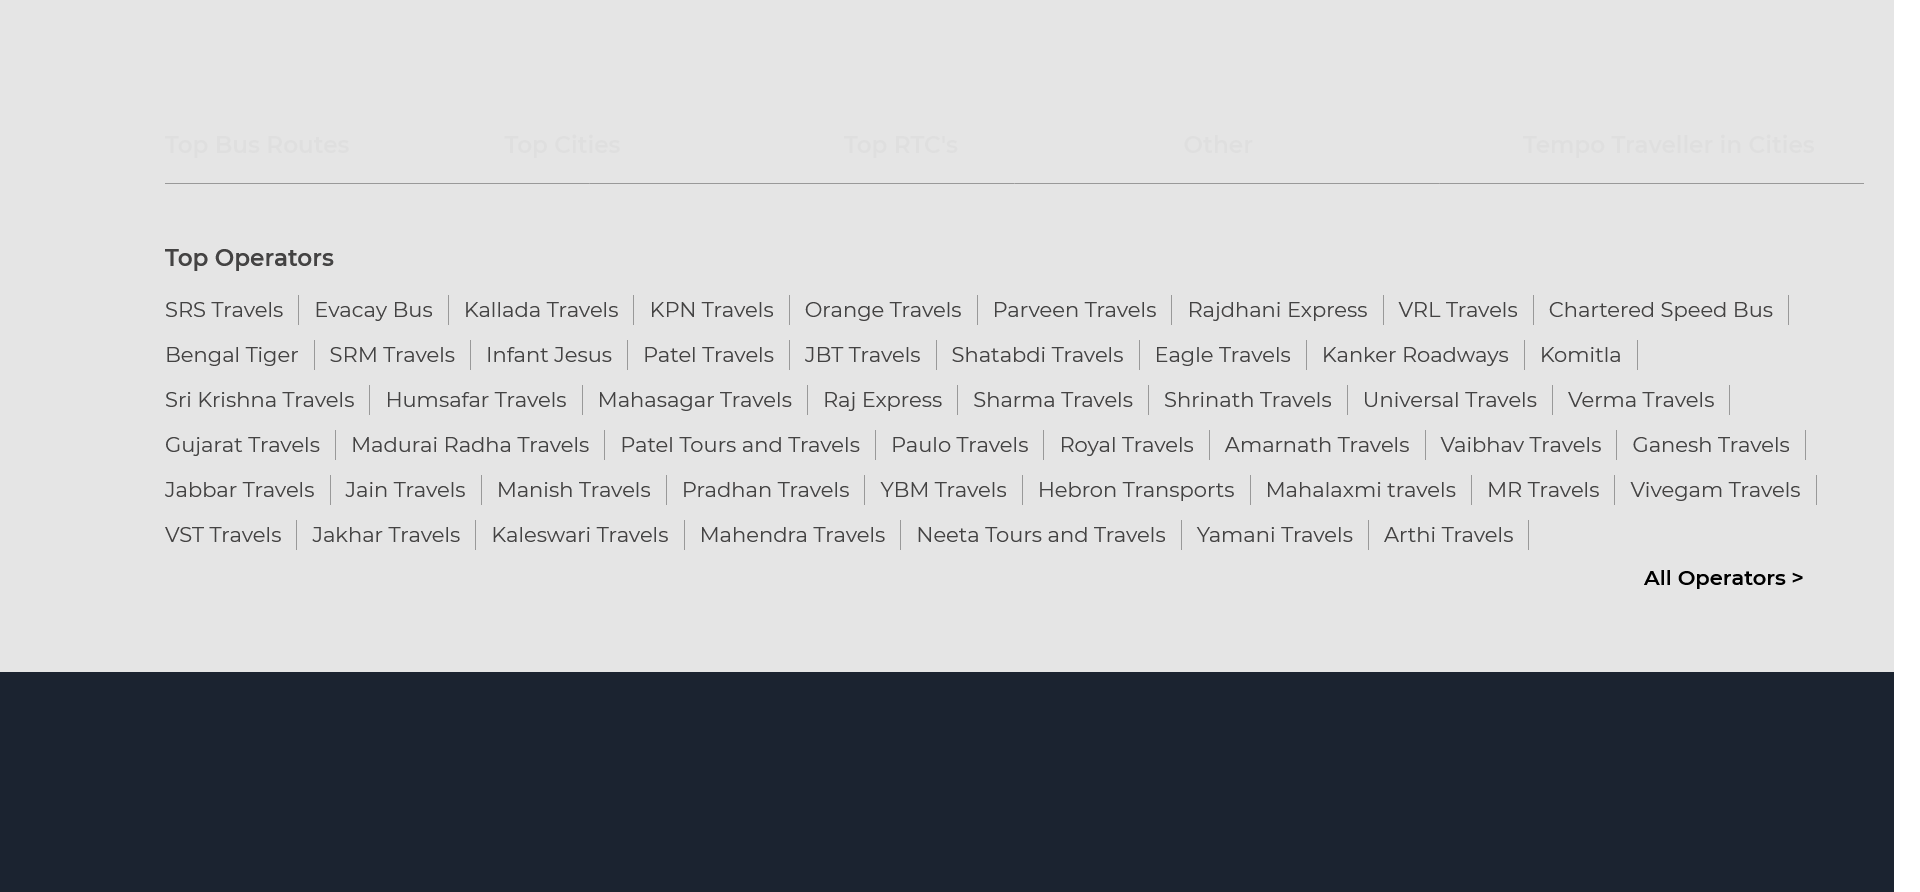 Top Bus Routes Top Cities Top RTC's Other Tempo Traveller in Cities
Top Operators
SRS Travels Evacay Bus Kallada Travels KPN Travels Orange Travels Parveen Travels Rajdhani Express VRL Travels Chartered Speed Bus
Bengal Tiger SRM Travels Infant Jesus Patel Travels JBT Travels Shatabdi Travels Eagle Travels Kanker Roadways Komitla
Sri Krishna Travels Humsafar Travels Mahasagar Travels Raj Express Sharma Travels Shrinath Travels Universal Travels Verma Travels
Gujarat Travels Madurai Radha Travels Patel Tours and Travels Paulo Travels Royal Travels Amarnath Travels Vaibhav Travels Ganesh Travels
Jabbar Travels Jain Travels Manish Travels Pradhan Travels YBM Travels Hebron Transports Mahalaxmi travels MR Travels Vivegam Travels
VST Travels Jakhar Travels Kaleswari Travels Mahendra Travels Neeta Tours and Travels Yamani Travels Arthi Travels
All Operators >